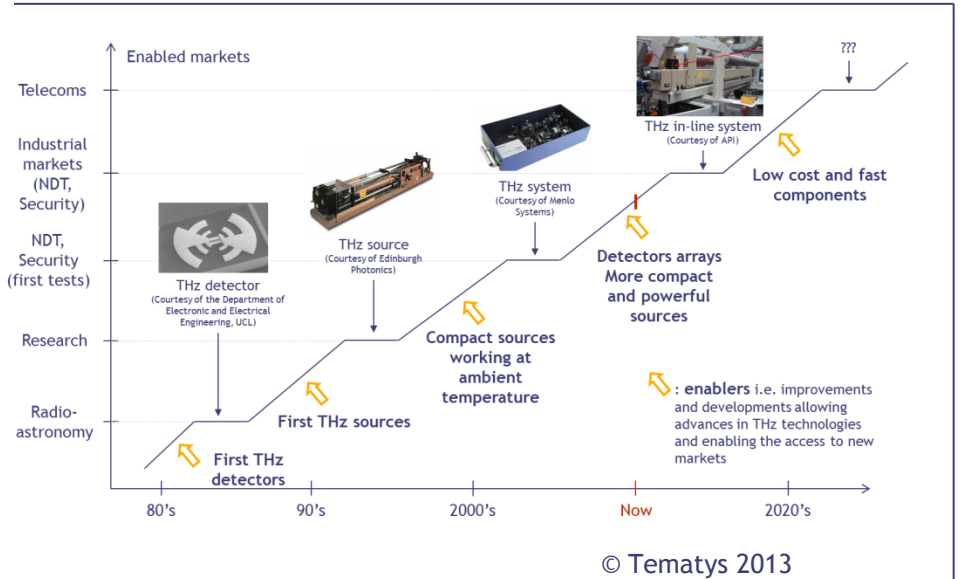 Enabled markets
Telecoms
Industrial
markets
(NDT,
Security)
NDT,
Security
(first tests)
Research
Radio-
astronomy
THz detector
(Courtesy of the Department of
Electronic and Electrical
Engineering, UCL)
THz source
(Courtesy of Edinburgh
Photonics)
THz system
(Courtesy of Menlo
Systems)
THz in-line system
(Courtesy of API)
???
First THz
detectors
First THz sources
Compact sources
working at
ambient
temperature
Detectors arrays
More compact
and powerful
sources
Low cost and fast
components
: enablers i.e. improvements
and developments allowing
advances in THz technologies
and enabling the access to new
markets
80's
90's
2000's
Now
2020's
© Tematys 2013